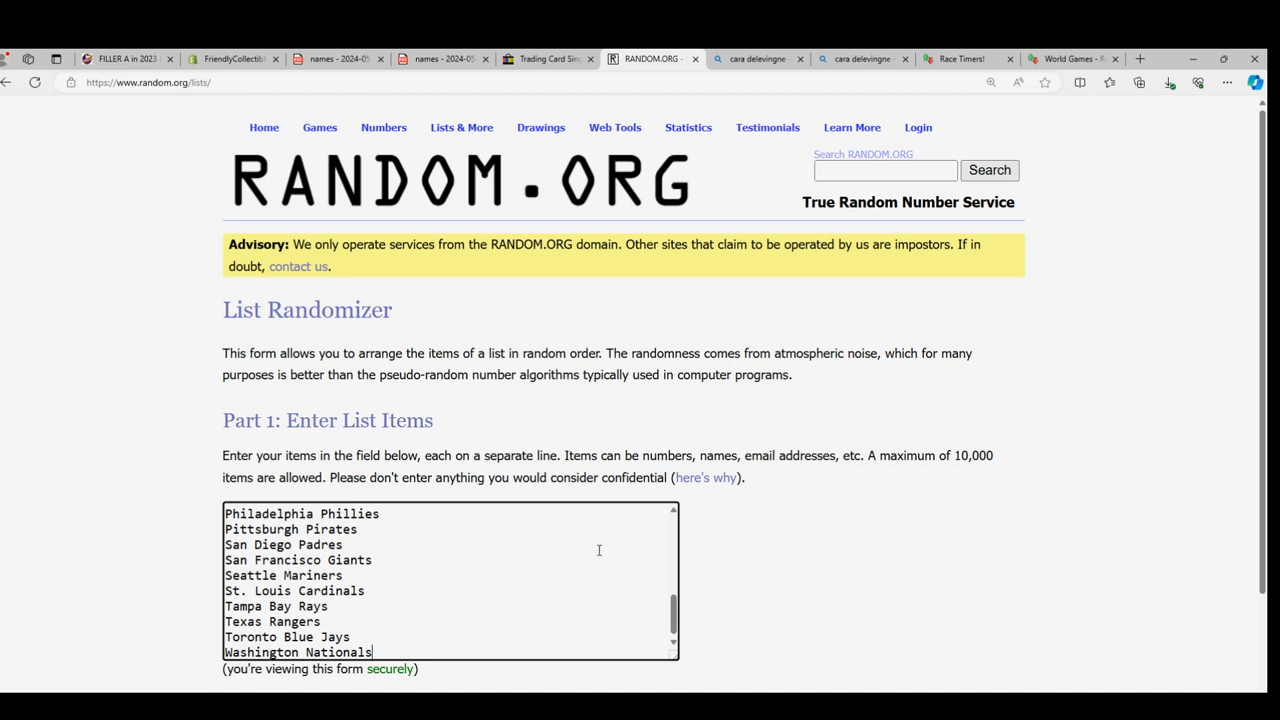 FILLER A in 2023
FriendlyCollectib
names - 2024-05
names - 2024-05
Trading Card Sin
RANDOM.ORG -
cara delevingne
cara delevingne
Race Timers!
World Games - R
https://www.random.org/lists/
Home Games Numbers Lists & More Drawings Web Tools Statistics Testimonials Learn More Login
RANDOM.ORG
Search RANDOM.ORG
Search
True Random Number Service
Advisory: We only operate services from the RANDOM.ORG domain. Other sites that claim to be operated by us are impostors. If in
doubt, contact us.
List Randomizer
This form allows you to arrange the items of a list in random order. The randomness comes from atmospheric noise, which for many
purposes is better than the pseudo-random number algorithms typically used in computer programs.
Part 1: Enter List Items
Enter your items in the field below, each on a separate line. Items can be numbers, names, email addresses, etc. A maximum of 10,000
items are allowed. Please don't enter anything you would consider confidential (here's why).
Philadelphia Phillies
Pittsburgh Pirates
San Diego Padres
San Francisco Giants
Seattle Mariners
St. Louis Cardinals
Tampa Bay Rays
Texas Rangers
Toronto Blue Jays
Washington Nationals
(you're viewing this form securely)